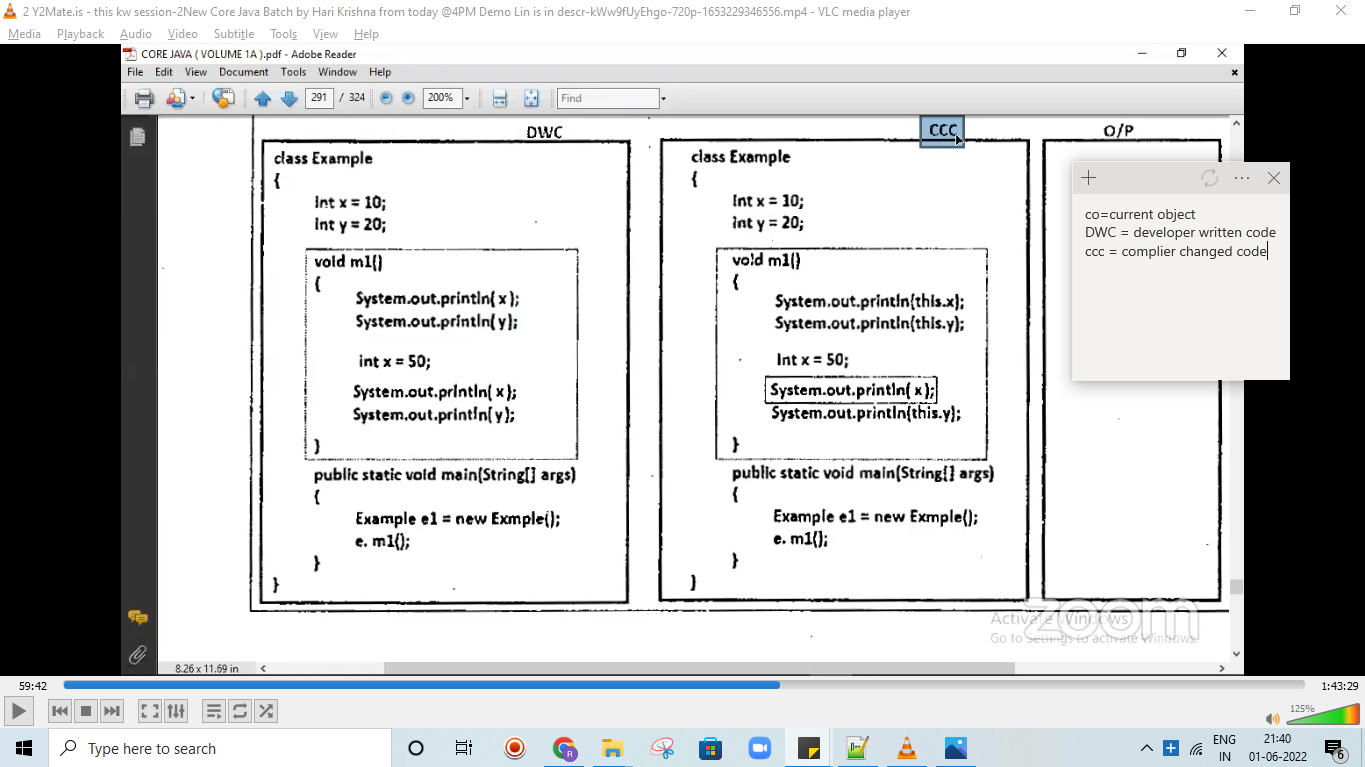 2 Y2Mate.is - this kw session-2New Core Java Batch by Hari Krishna from today @4PM Demo Lin is in descr-kWw9fUyEhgo-720p-1653229346556.mp4 - VLC media player
Media Playback Audio Video Subtitle Tools View Help
CORE JAVA ( VOLUME 1A ).pdf - Adobe Reader
File Edit View Document Tools Window Help
291 / 324 200% Find
DWC
class Example
{
int x = 10;
int y = 20;
void m1()
{
System.out.println( x );
System.out.println( y);
int x = 50;
System.out.println( x );
System.out.println( y);
}
public static void main(String[] args)
{
Example e1 = new Exmple();
e. m1();
}
}
CCC
class Example
{
int x = 10;
int y = 20;
void m1()
{
System.out.println(this.x);
System.out.println(this.y);
Int x = 50;
System.out.println( x );
System.out.println(this.y);
}
public static void main(String[] args)
{
Example e1 = new Exmple();
e. m1();
}
}
O/P
co=current object
DWC = developer written code
ccc = complier changed code
zoom
Activate Windows
Go to Settings to activate Windows.
8.26 x 11.69 in
59:42
1:43:29
125%
Type here to search
ENG
IN
21:40
01-06-2022
6